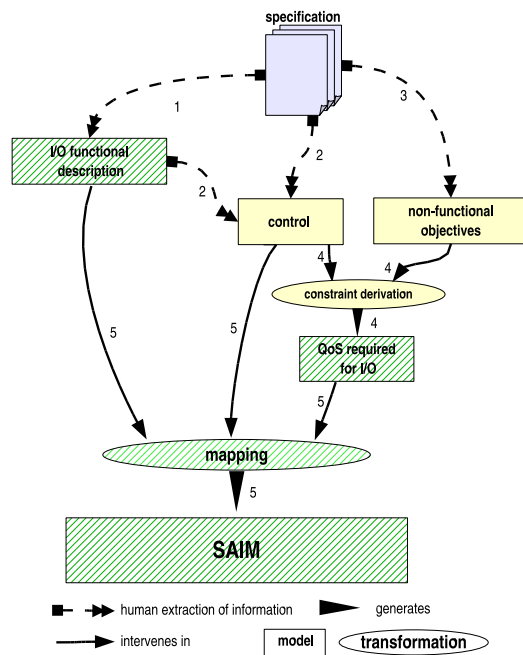 specification
1
3
I/O functional
description
2
2
control
non-functional
objectives
4
4
constraint derivation
4
5
5
QoS required
for I/O
5
mapping
5
SAIM
human extraction of information
generates
intervenes in
model
transformation